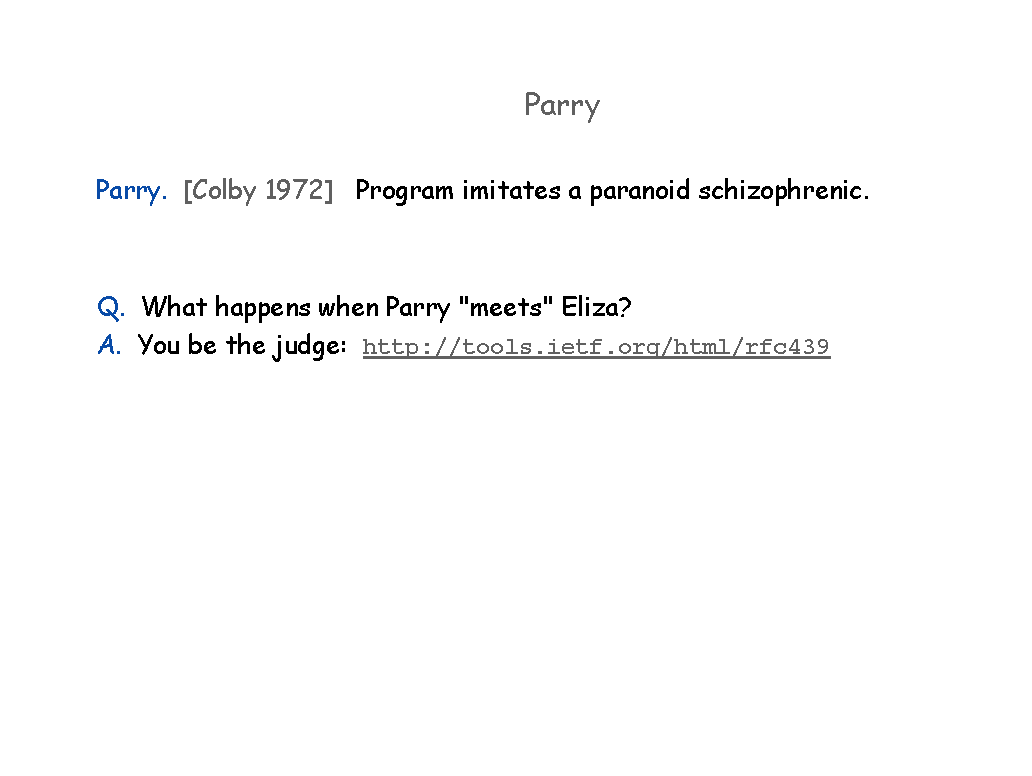 Parry
Parry. [Colby 1972] Program imitates a paranoid schizophrenic.
Q. What happens when Parry "meets" Eliza?
A. You be the judge: http://tools.ietf.org/html/rfc439